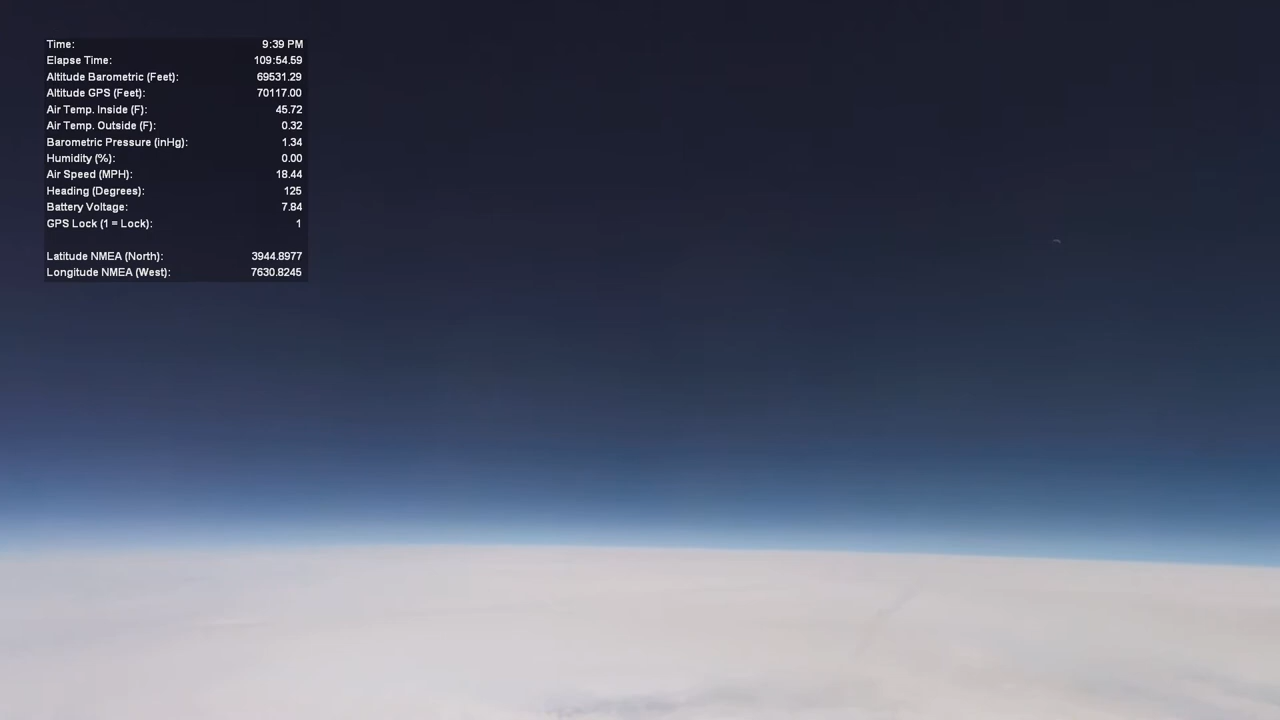 Time: 9:39 PM
Elapse Time: 109:54.59
Altitude Barometric (Feet): 69531.29
Altitude GPS (Feet): 70117.00
Air Temp. Inside (F): 45.72
Air Temp. Outside (F): 0.32
Barometric Pressure (inHg): 1.34
Humidity (%): 0.00
Air Speed (MPH): 18.44
Heading (Degrees): 125
Battery Voltage: 7.84
GPS Lock (1 = Lock): 1
Latitude NMEA (North): 3944.8977
Longitude NMEA (West): 7630.8245